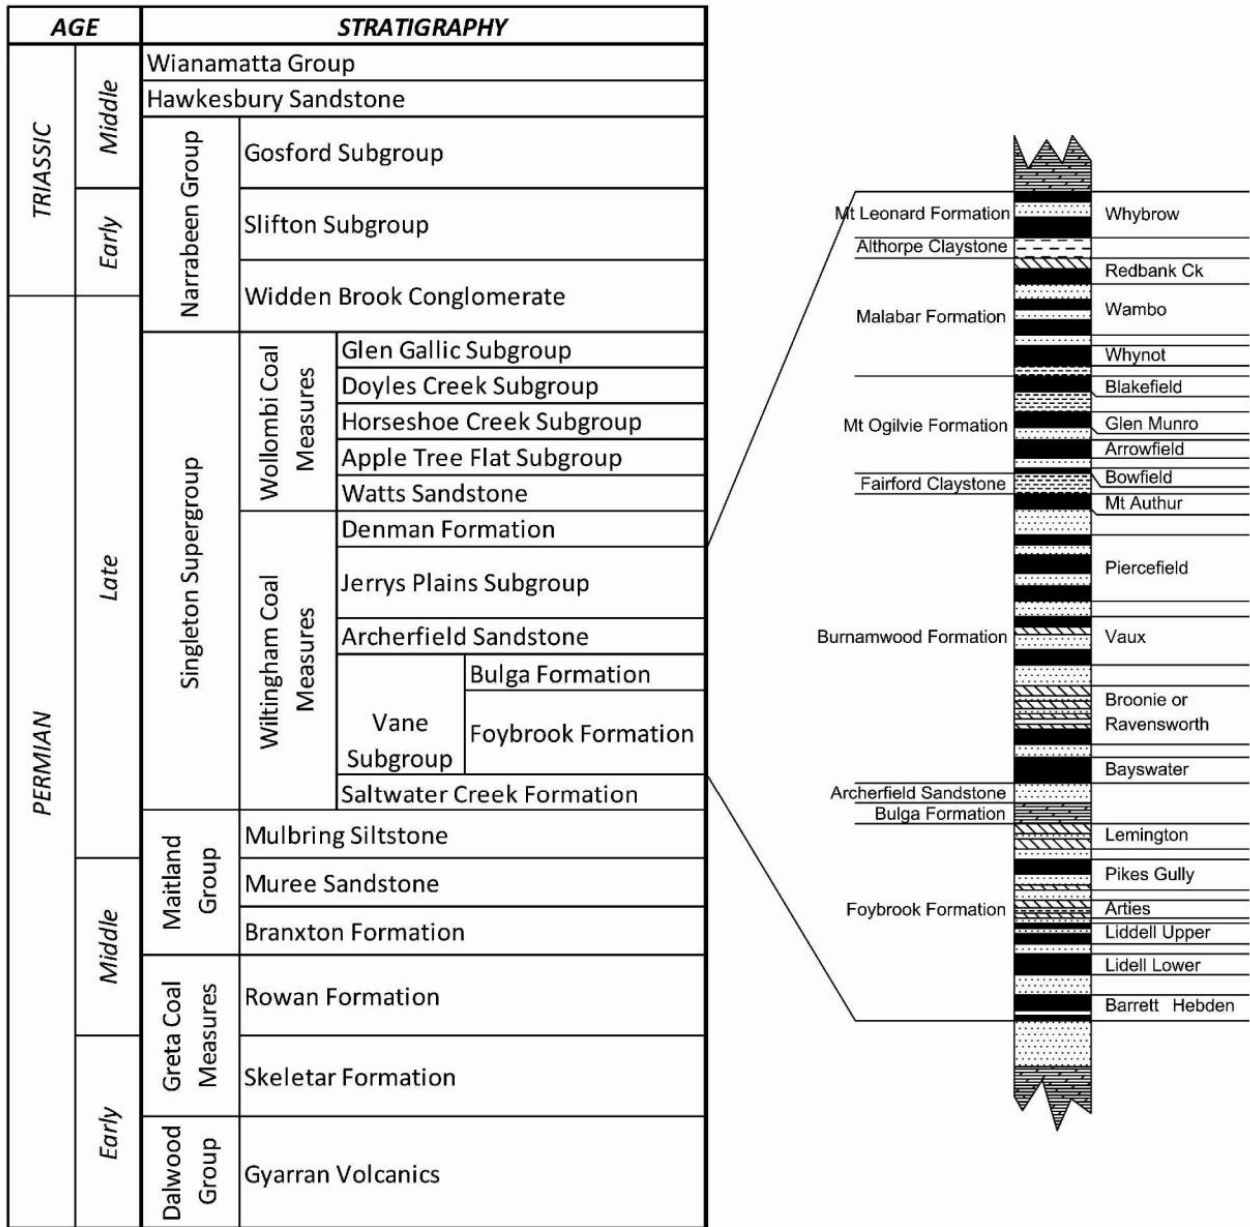 AGE
STRATIGRAPHY
TRIASSIC
Middle
Early
PERMIAN
Late
Middle
Early
Wianamatta Group
Hawkesbury Sandstone
Narrabeen Group
Gosford Subgroup
Slifton Subgroup
Widden Brook Conglomerate
Singleton Supergroup
Wollombi Coal
Measures
Glen Gallic Subgroup
Doyles Creek Subgroup
Horseshoe Creek Subgroup
Apple Tree Flat Subgroup
Watts Sandstone
Wiltingham Coal
Measures
Denman Formation
Jerrys Plains Subgroup
Archerfield Sandstone
Vane
Subgroup
Bulga Formation
Foybrook Formation
Saltwater Creek Formation
Maitland
Group
Mulbring Siltstone
Muree Sandstone
Branxton Formation
Greta Coal
Measures
Rowan Formation
Skeletar Formation
Dalwood
Group
Gyarran Volcanics
Mt Leonard Formation
Althorpe Claystone
Malabar Formation
Mt Ogilvie Formation
Fairford Claystone
Burnamwood Formation
Archerfield Sandstone
Bulga Formation
Foybrook Formation
Whybrow
Redbank Ck
Wambo
Whynot
Blakefield
Glen Munro
Arrowfield
Bowfield
Mt Authur
Piercefield
Vaux
Broonie or
Ravensworth
Bayswater
Lemington
Pikes Gully
Arties
Liddell Upper
Lidell Lower
Barrett Hebden